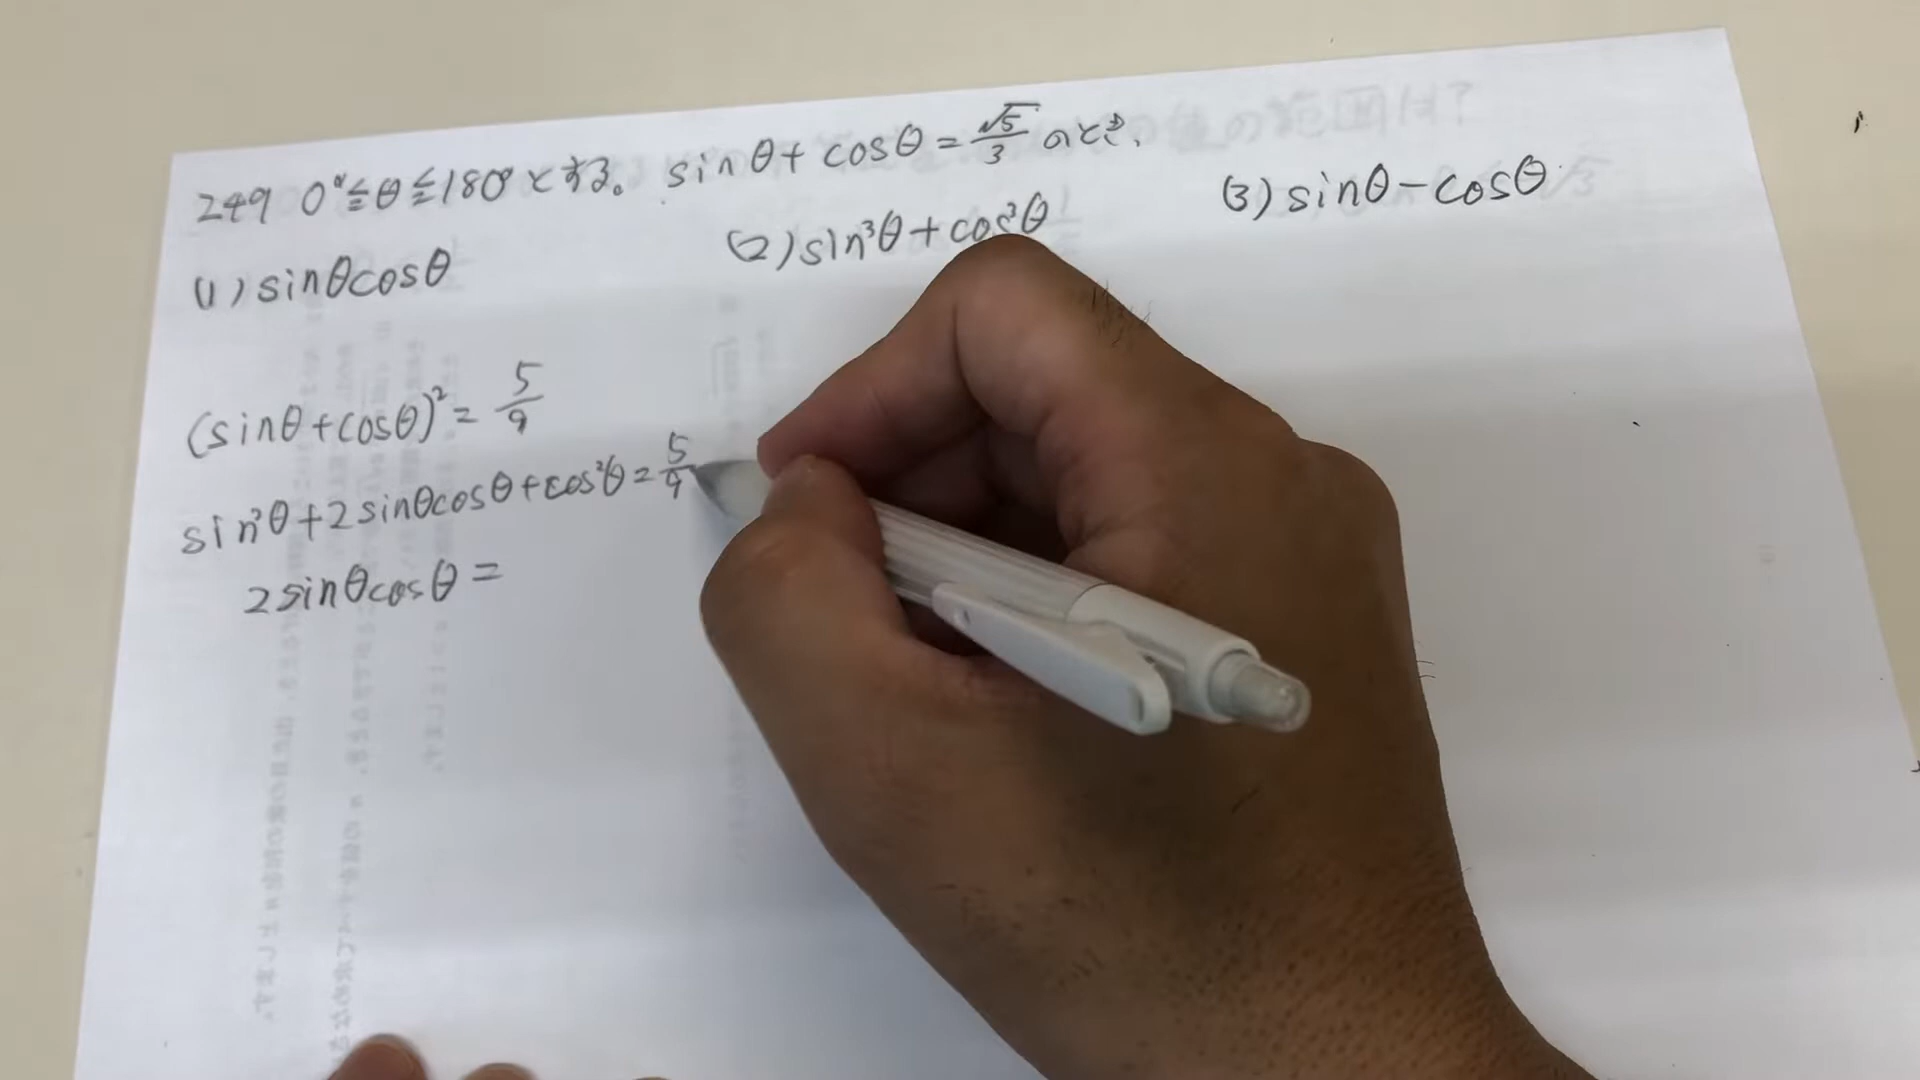 249 0°≦θ≦180°とする。 sinθ+cosθ=√5/3 のとき、
(1) sinθcosθ
(2) sin³θ+cos³θ
(3) sinθ-cosθ
(sinθ+cosθ)²=5/9
sin²θ+2sinθcosθ+cos²θ=5/9
2sinθcosθ=